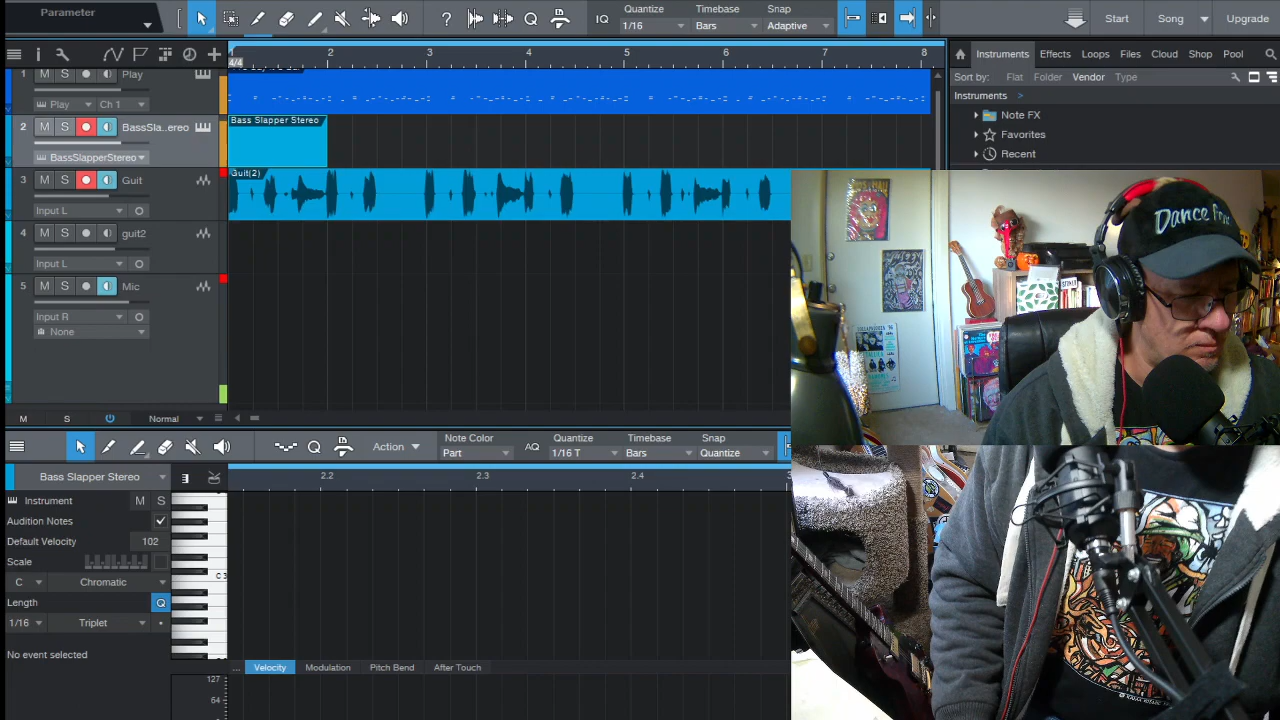 Parameter
IQ
Quantize
1/16
Timebase
Bars
Snap
Adaptive
Start
Song
Upgrade
2
3
4
5
6
7
8
4/4
Instruments
Effects
Loops
Files
Cloud
Shop
Pool
Sort by:
Flat
Folder
Vendor
Type
Instruments >
Note FX
Favorites
Recent
1
M
S
Play
Play
Ch 1
2
M
S
BassSla..ereo
BassSlapperStereo
3
M
S
Guit
Input L
4
M
S
guit2
Input L
5
M
S
Mic
Input R
None
Bass Slapper Stereo
Guit(2)
M
S
Normal
Dance Fox
Action
Note Color
Part
AQ
Quantize
1/16 T
Timebase
Bars
Snap
Quantize
Bass Slapper Stereo
2.2
2.3
2.4
Instrument
M
S
Audition Notes
Default Velocity
102
Scale
C
Chromatic
Length
Q
1/16
Triplet
No event selected
C 3
...
Velocity
Modulation
Pitch Bend
After Touch
127
64